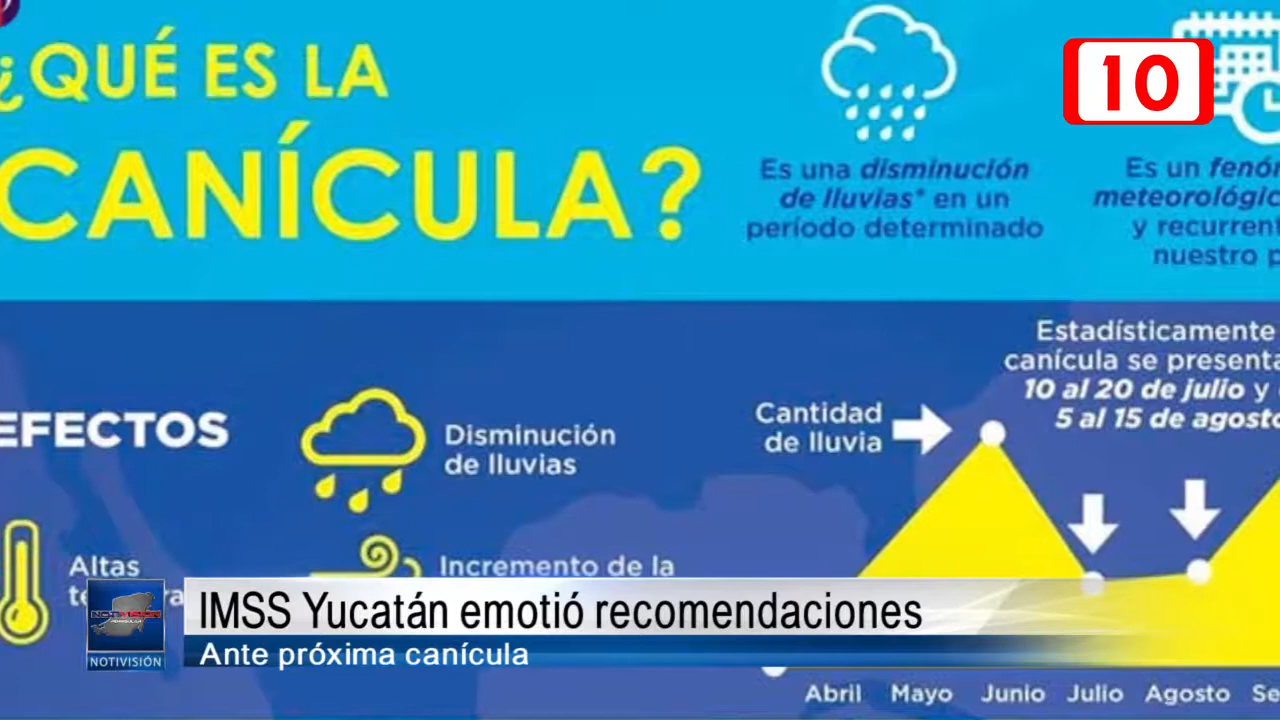 ¿QUÉ ES LA
CANÍCULA?
Es una disminución
de lluvias* en un
período determinado
Es un
meteorológic
y recurren
nuestro
10
EFECTOS
Disminución
de lluvias
Altas
Incremento de la
Cantidad
de lluvia
Estadísticamente
canícula se presenta
10 al 20 de julio y
5 al 15 de agosto
Abril Mayo Junio Julio Agosto Se
IMSS Yucatán emotió recomendaciones
Ante próxima canícula
NOTIVISIÓN